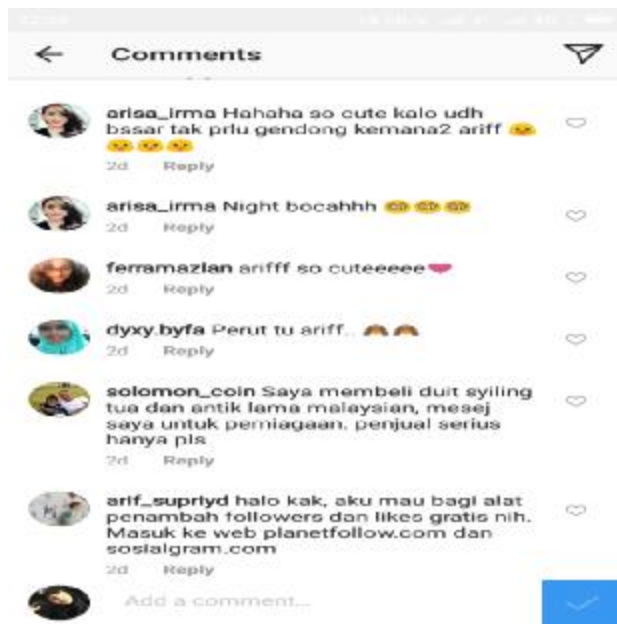 Comments
arisa_irma Hahaha so cute kalo udh
bssar tak prlu gendong kemana2 ariff 😊
😊 😊 😊
2d Reply
arisa_irma Night bocahhh
2d Reply
ferramazlan arifff so cuteeeee❤
2d Reply
dyxy.byfa Perut tu ariff.. 🙈 🙈
2d Reply
solomon_coin Saya membeli duit syiling
tua dan antik lama malaysian, mesej
saya untuk perniagaan. penjual serius
hanya pls
2d Reply
arif_supriyd halo kak, aku mau bagi alat
penambah followers dan likes gratis nih.
Masuk ke web planetfollow.com dan
soslalgram.com
2d Reply
Add a comment...